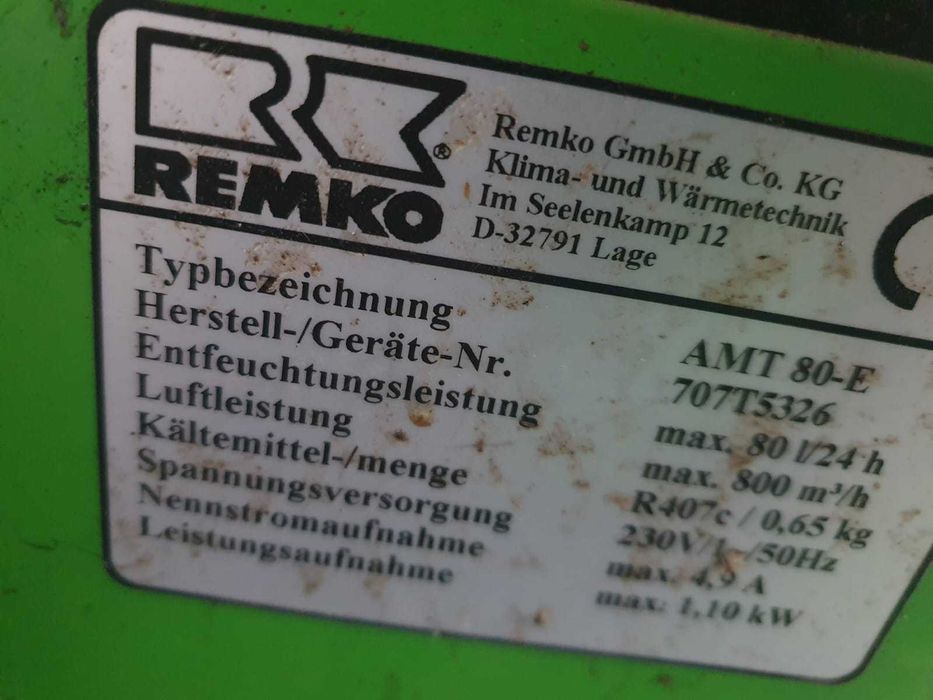 REMKO®
Remko GmbH & Co. KG
Klima- und Wärmetechnik
Im Seelenkamp 12
D-32791 Lage
Typbezeichnung AMT 80-E
Herstell-/Geräte-Nr. 707T5326
Entfeuchtungsleistung max. 80 l/24 h
Luftleistung max. 800 m³/h
Kältemittel-/menge R407c / 0,65 kg
Spannungsversorgung 230V/1~/50Hz
Nennstromaufnahme max. 4,9 A
Leistungsaufnahme max. 1,10 kW